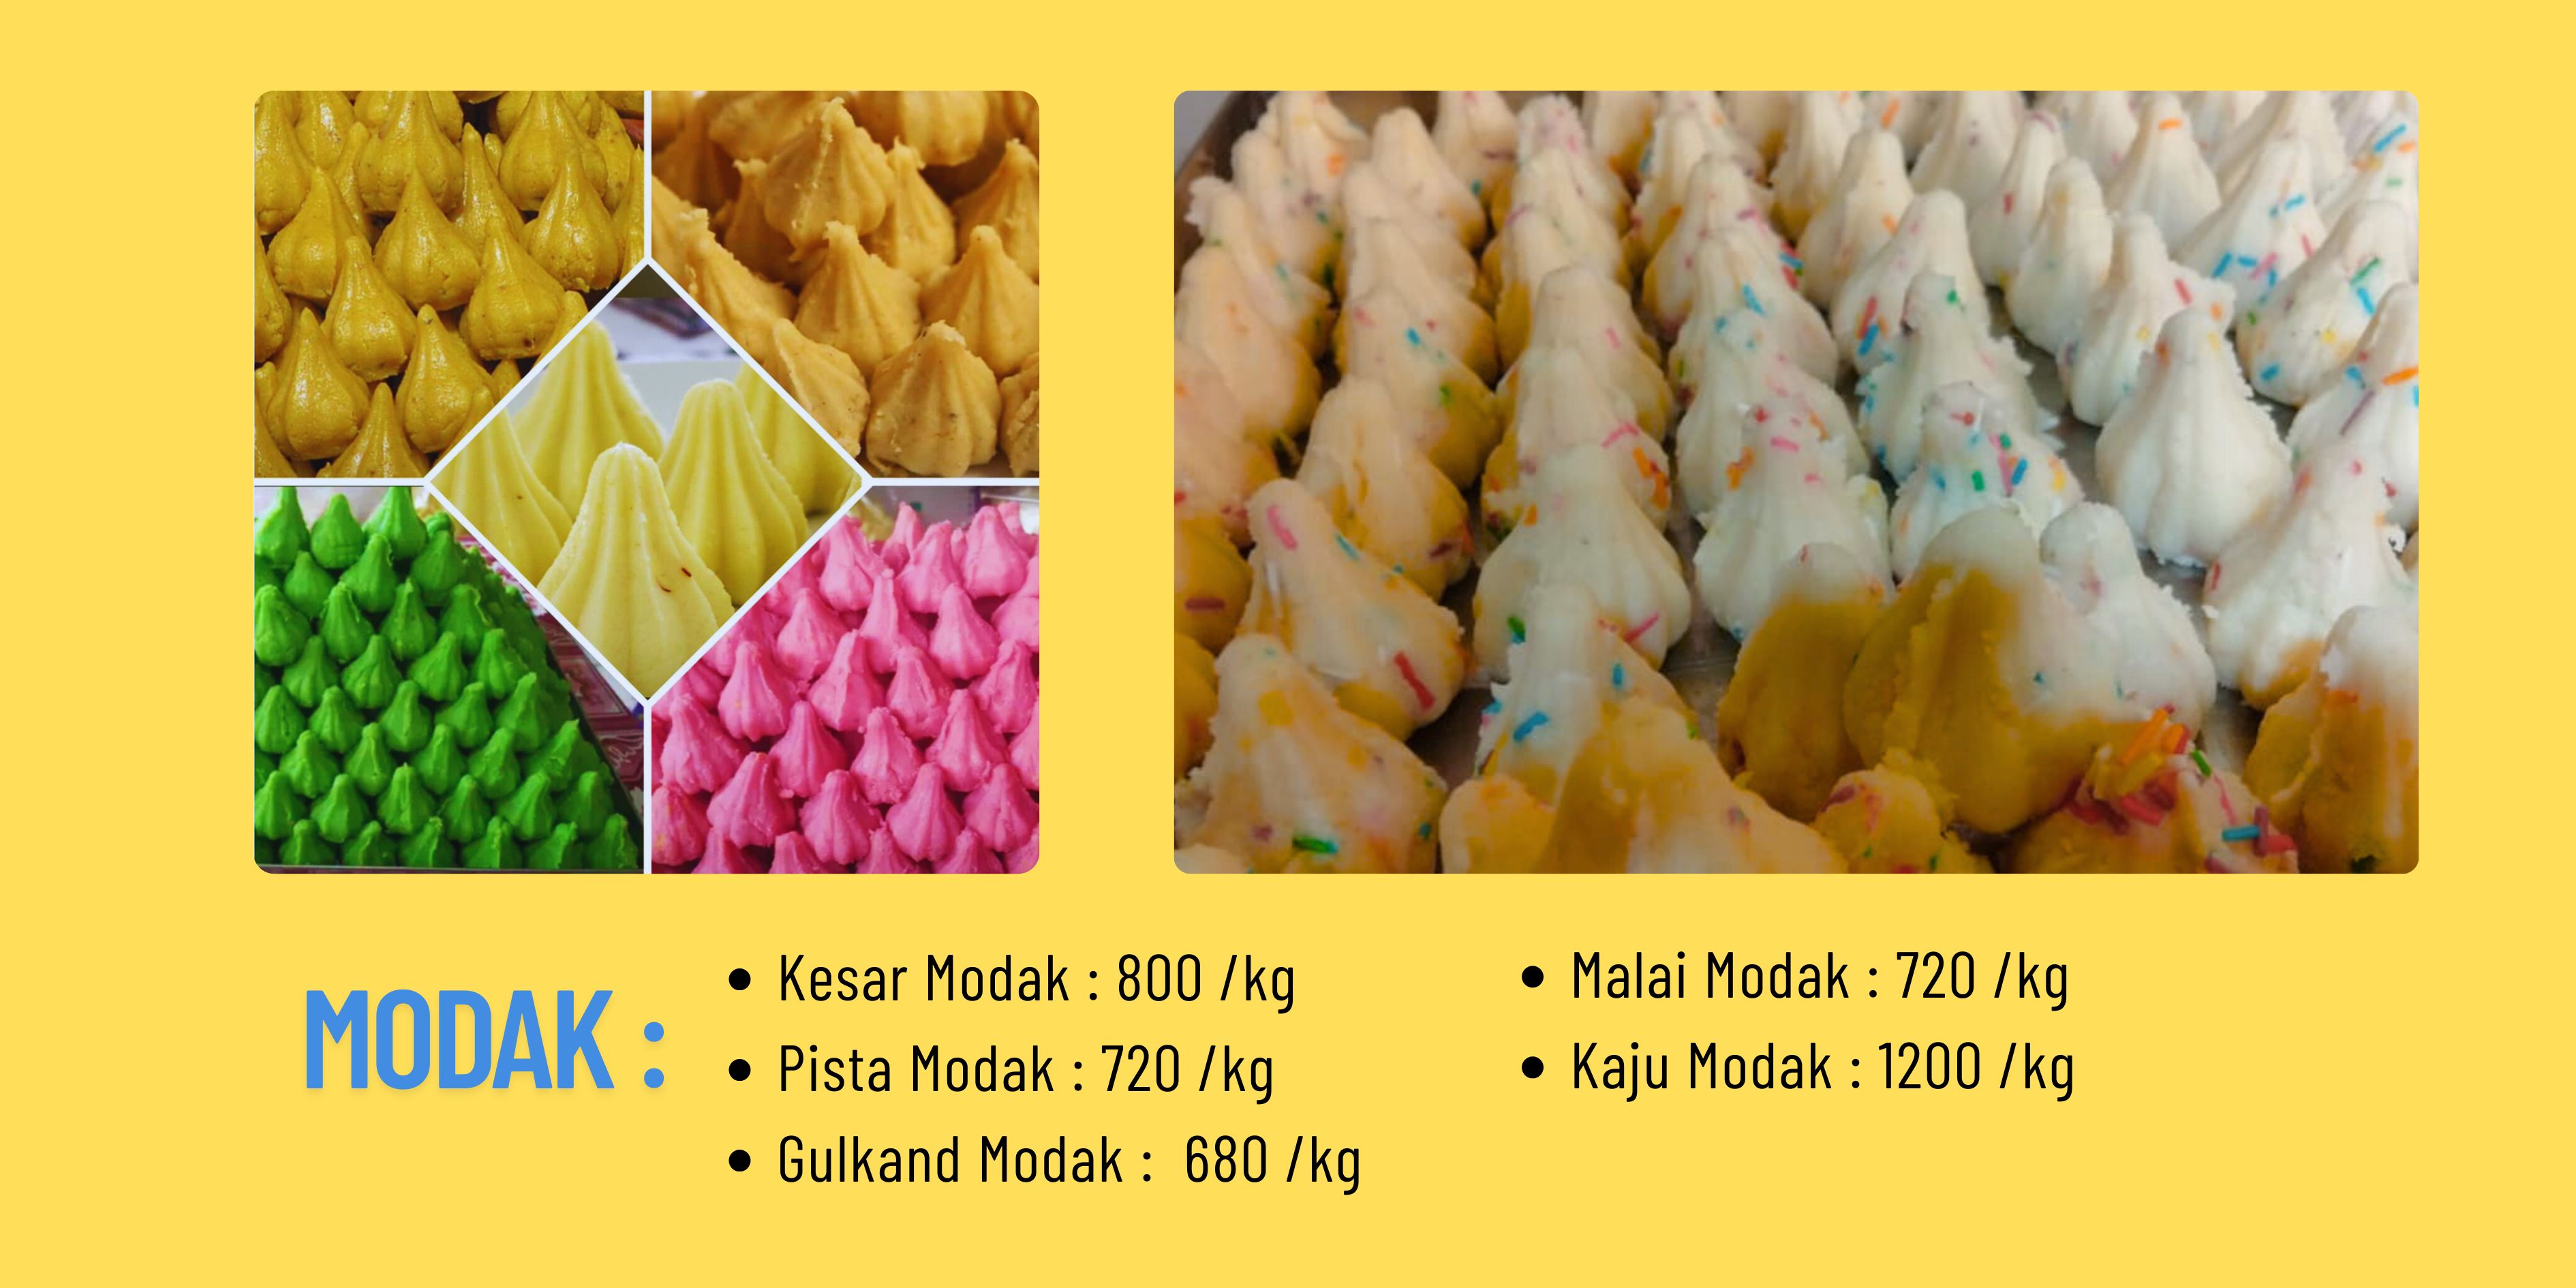 MODAK :
• Kesar Modak : 800 /kg
• Pista Modak : 720 /kg
• Gulkand Modak :  680 /kg
• Malai Modak : 720 /kg
• Kaju Modak : 1200 /kg